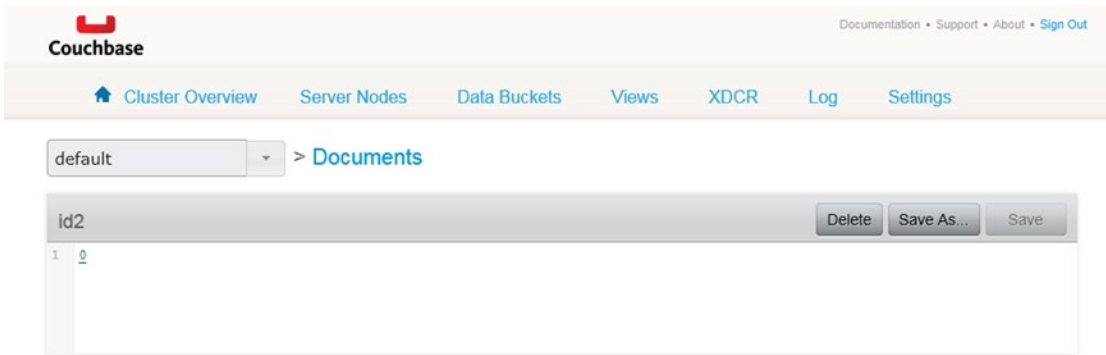 Couchbase
Documentation • Support • About • Sign Out
Cluster Overview Server Nodes Data Buckets Views XDCR Log Settings
default > Documents
id2 Delete Save As... Save
1 0